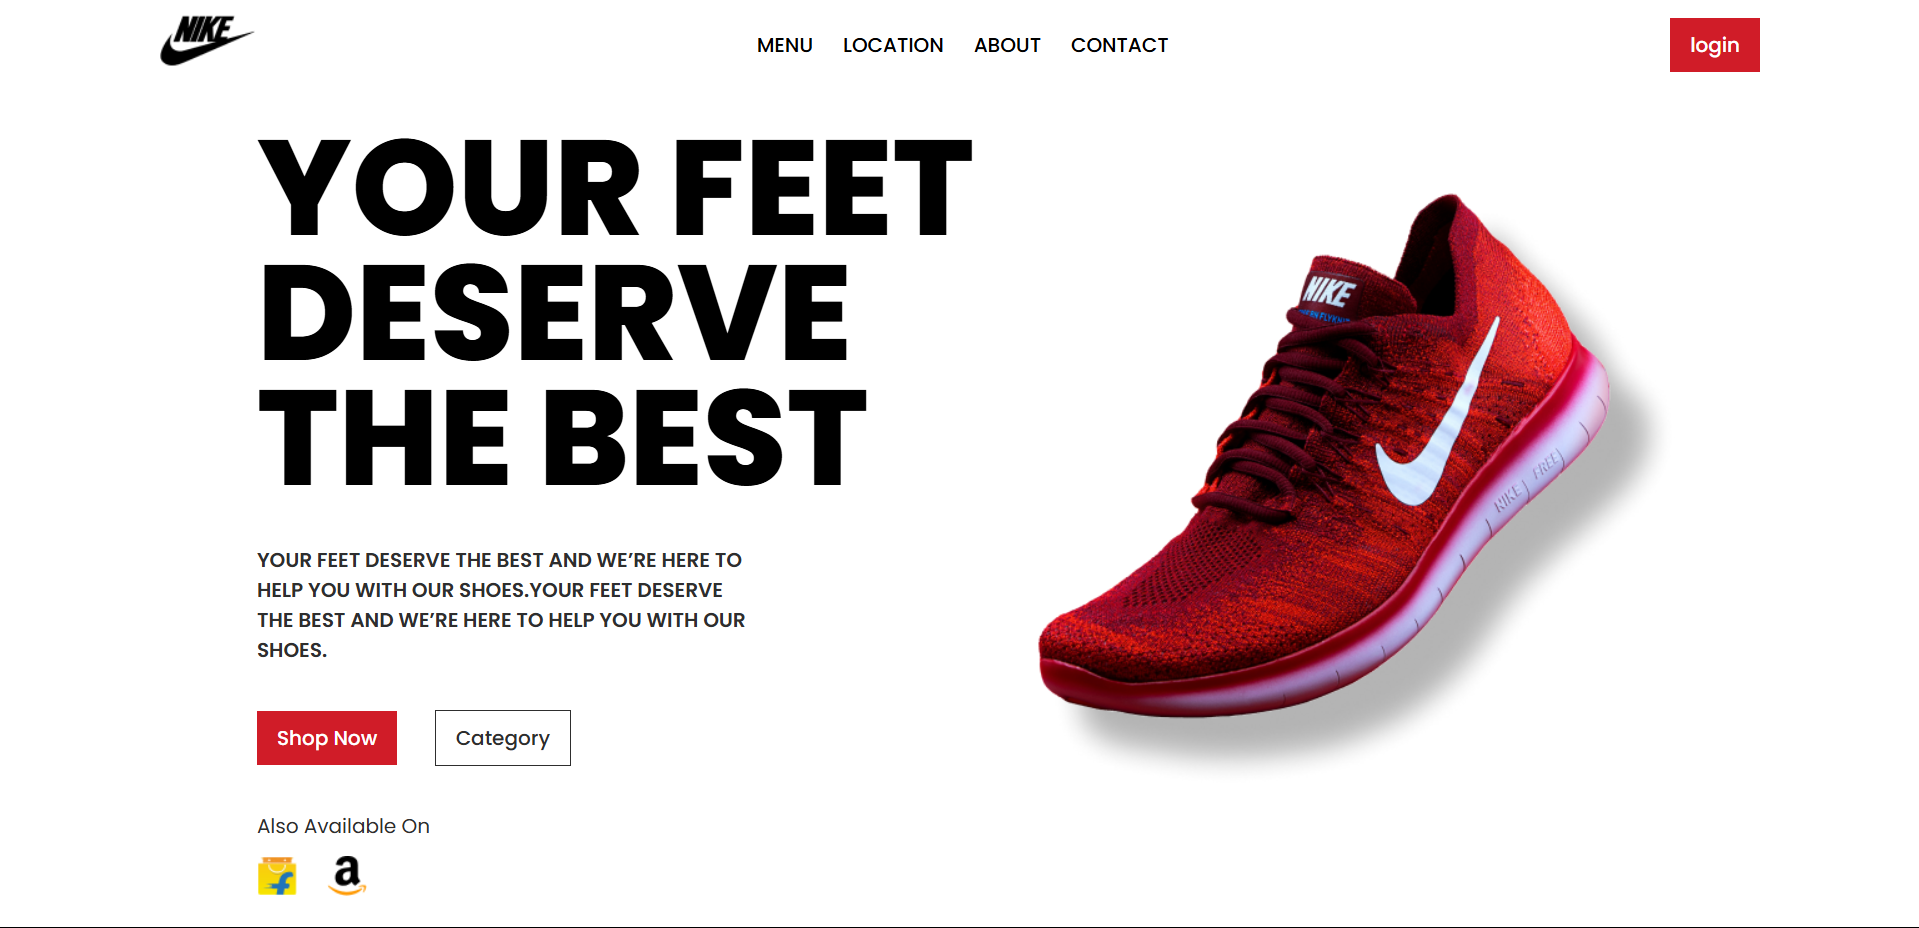 NIKE
MENU LOCATION ABOUT CONTACT
login
YOUR FEET
DESERVE
THE BEST
NIKE
YOUR FEET DESERVE THE BEST AND WE’RE HERE TO
HELP YOU WITH OUR SHOES.YOUR FEET DESERVE
THE BEST AND WE’RE HERE TO HELP YOU WITH OUR
SHOES.
NIKE FREE
Shop Now
Category
Also Available On
f
a